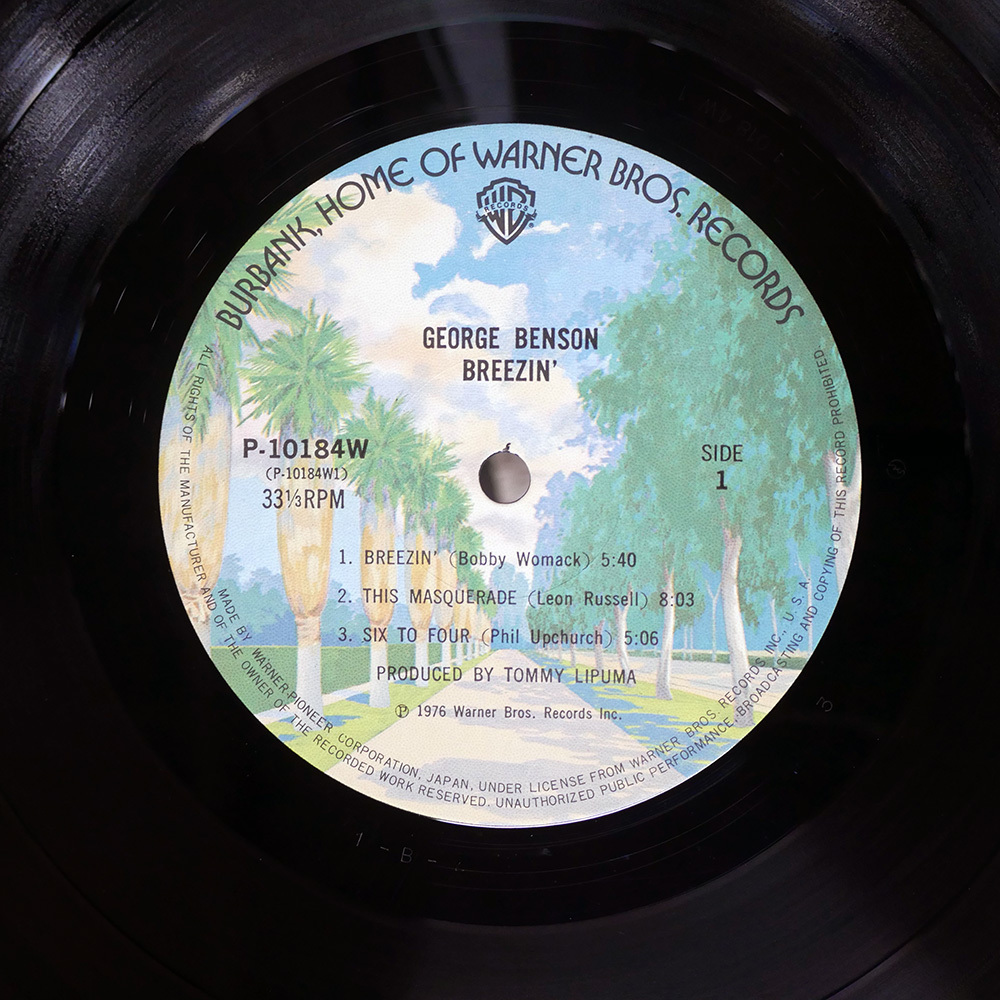 BURBANK, HOME OF WARNER BROS. RECORDS
RECORDS
GEORGE BENSON
BREEZIN'
P-10184W
(P-10184W1)
33⅓RPM
SIDE
1
1. BREEZIN' (Bobby Womack) 5:40
2. THIS MASQUERADE (Leon Russell) 8:03
3. SIX TO FOUR (Phil Upchurch) 5:06
PRODUCED BY TOMMY LIPUMA
Ⓟ 1976 Warner Bros. Records Inc.
MADE BY WARNER-PIONEER CORPORATION, JAPAN, UNDER LICENSE FROM WARNER BROS. RECORDS INC., U.S.A.
ALL RIGHTS OF THE MANUFACTURER AND OF THE OWNER OF THE RECORDED WORK RESERVED. UNAUTHORIZED PUBLIC PERFORMANCE, BROADCASTING AND COPYING OF THIS RECORD PROHIBITED.